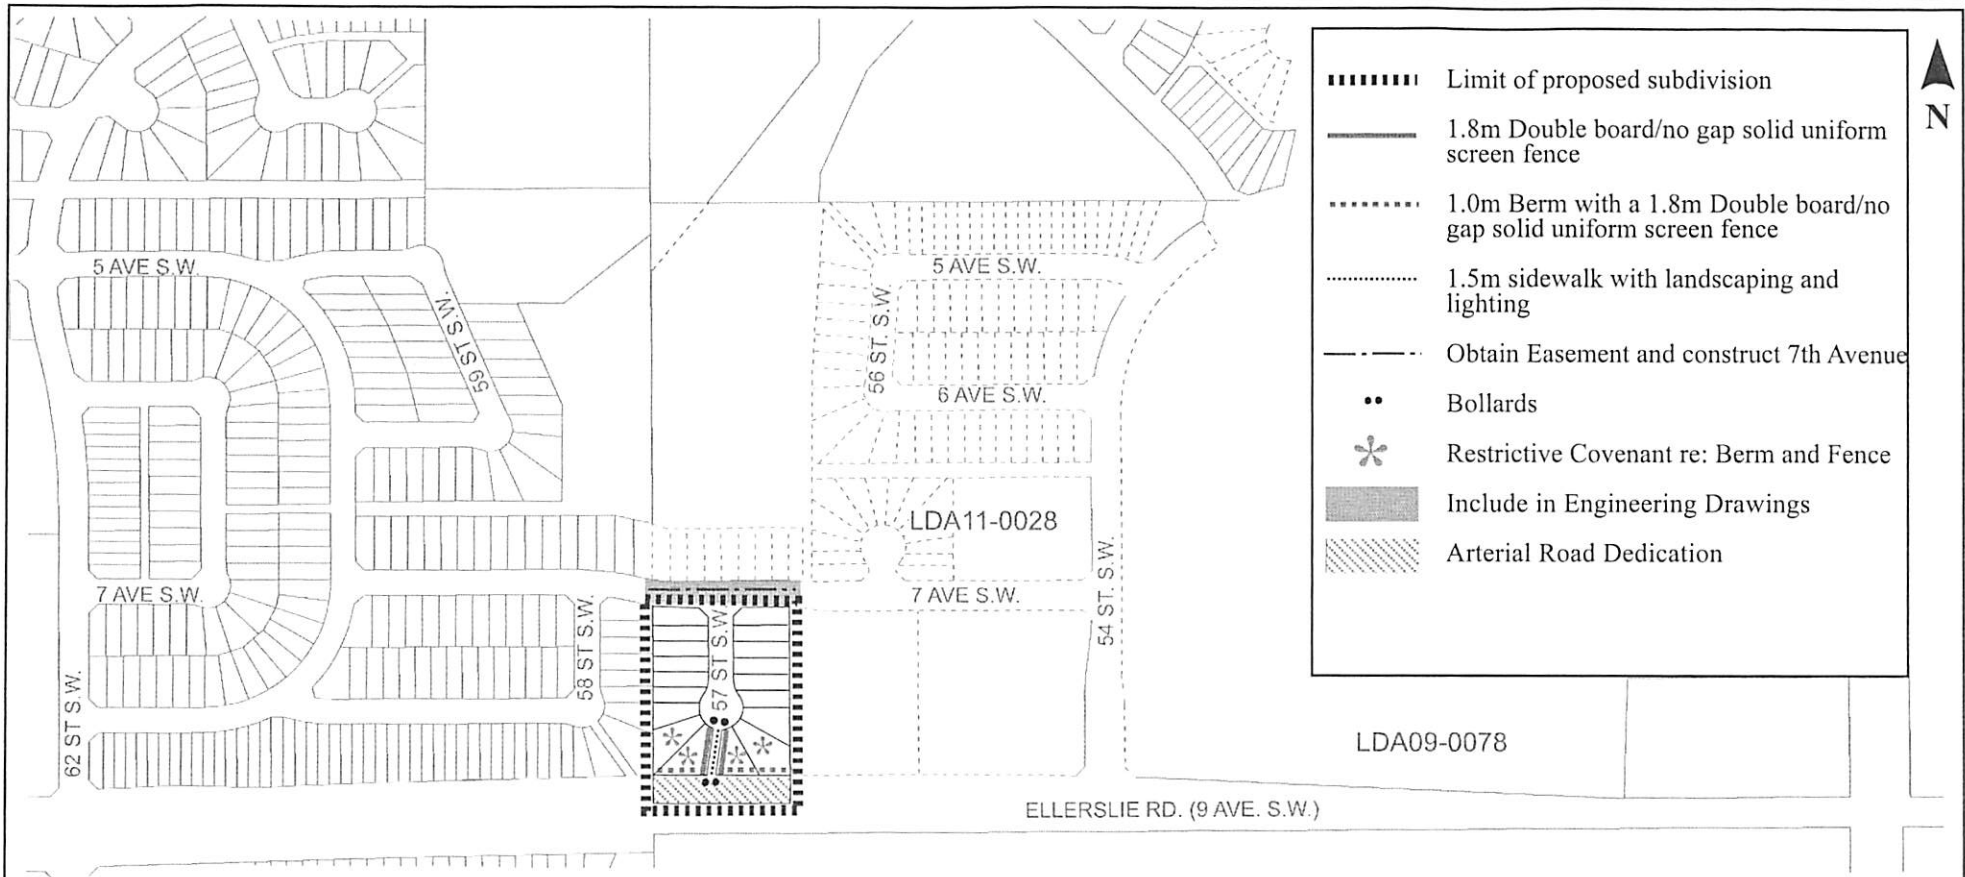 Limit of proposed subdivision
1.8m Double board/no gap solid uniform
screen fence
1.0m Berm with a 1.8m Double board/no
gap solid uniform screen fence
1.5m sidewalk with landscaping and
lighting
Obtain Easement and construct 7th Avenue
Bollards
Restrictive Covenant re: Berm and Fence
Include in Engineering Drawings
Arterial Road Dedication
N
5 AVE S.W.
59 ST S.W.
5 AVE S.W.
56 ST. S.W.
6 AVE S.W.
LDA11-0028
7 AVE S.W.
58 ST S.W.
57 ST S.W
7 AVE S.W.
54 ST. S.W.
62 ST S.W.
LDA09-0078
ELLERSLIE RD. (9 AVE. S.W.)